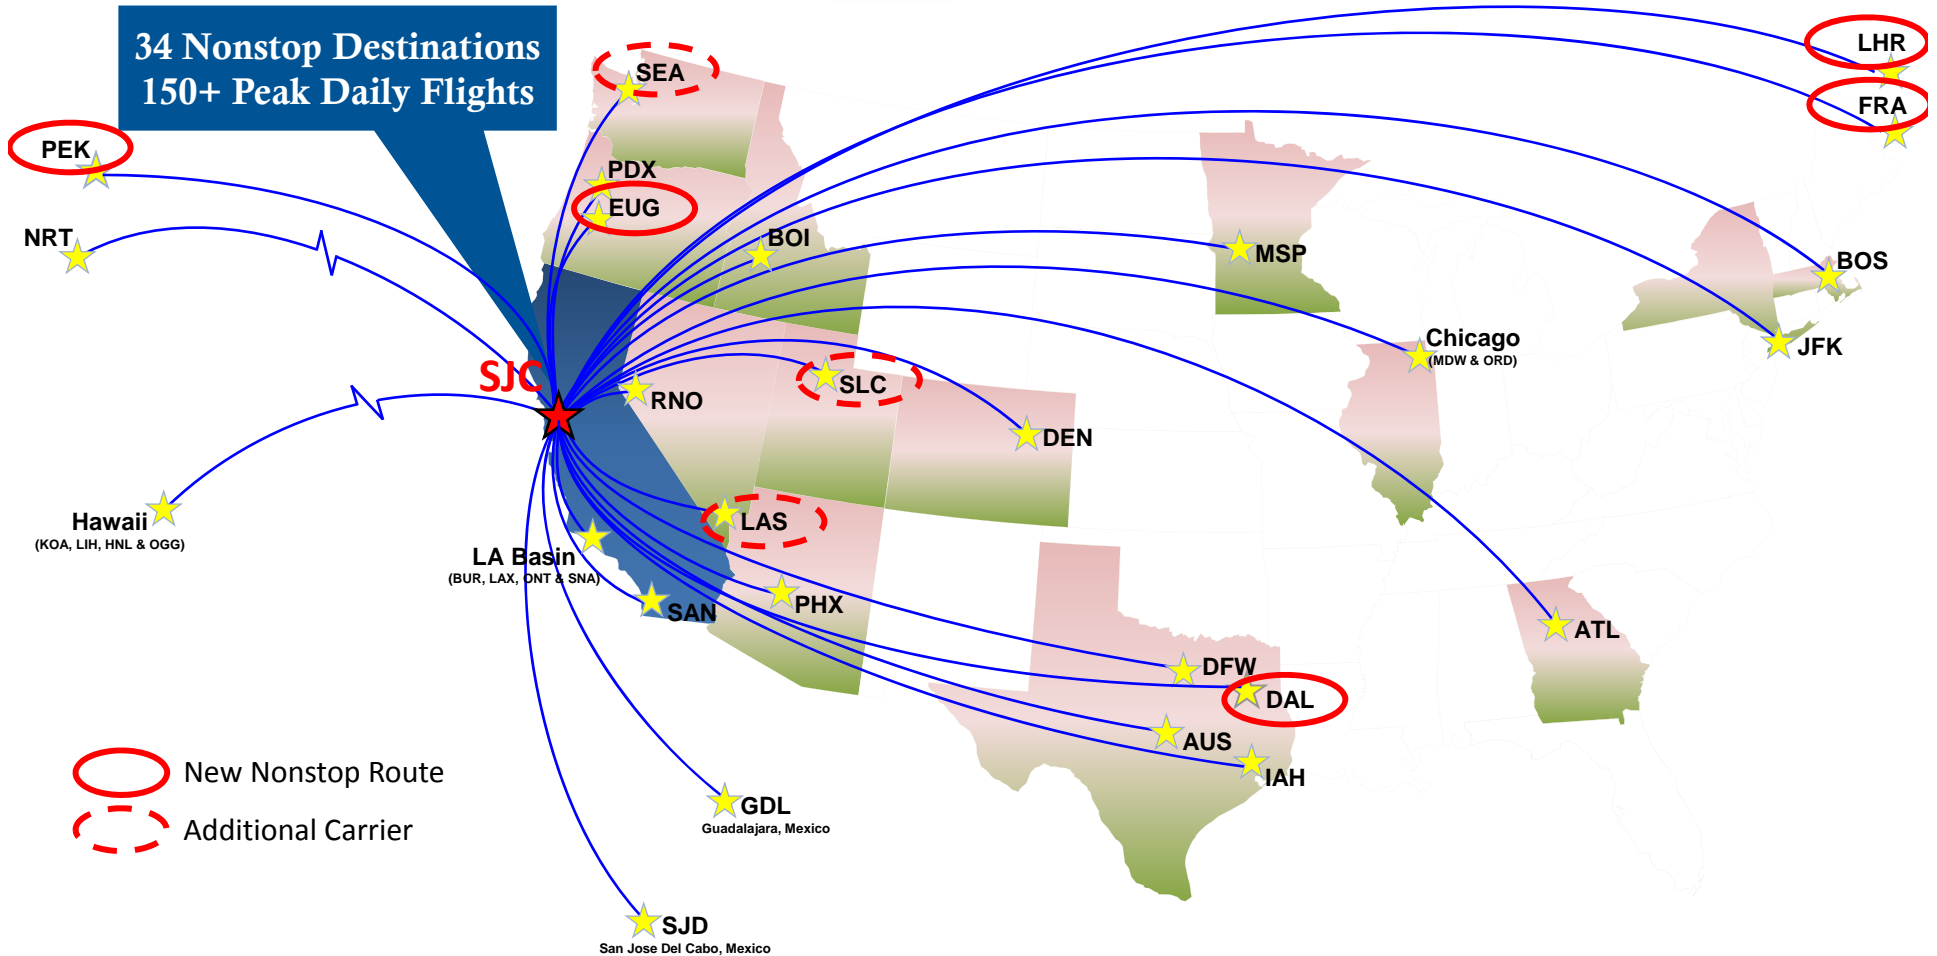 34 Nonstop Destinations
150+ Peak Daily Flights
LHR
SEA
FRA
PEK
PDX
EUG
NRT
BOI
MSP
BOS
Chicago
(MDW & ORD)
JFK
SJC
SLC
RNO
DEN
Hawaii
(KOA, LIH, HNL & OGG)
LAS
LA Basin
(BUR, LAX, ONT & SNA)
SAN
PHX
ATL
DFW
DAL
AUS
IAH
New Nonstop Route
Additional Carrier
GDL
Guadalajara, Mexico
SJD
San Jose Del Cabo, Mexico